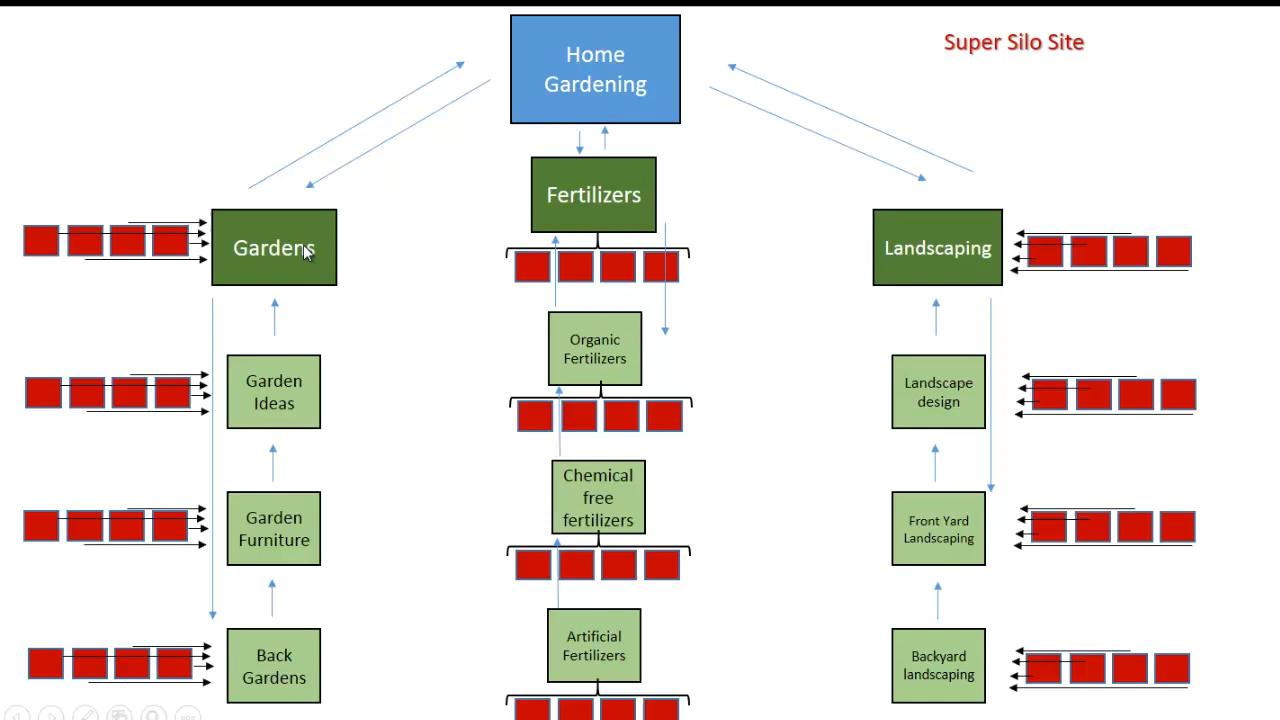 Super Silo Site
Home
Gardening
Fertilizers
Gardens
Landscaping
Organic
Fertilizers
Garden
Ideas
Landscape
design
Chemical
free
fertilizers
Garden
Furniture
Front Yard
Landscaping
Artificial
Fertilizers
Back
Gardens
Backyard
landscaping